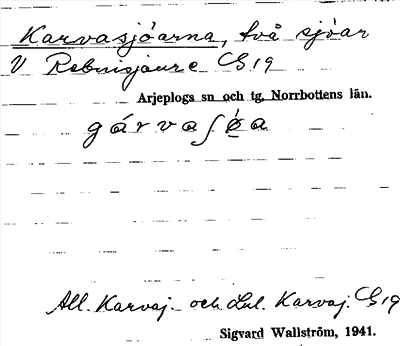 Karvasjöarna, två sjöar
V Rebnisjaure C 19
Arjeplogs sn och tg, Norrbottens län.
gárvaʃö̀a
All. Karvaj. och Lul. Karvaj. C 19
Sigvard Wallström, 1941.